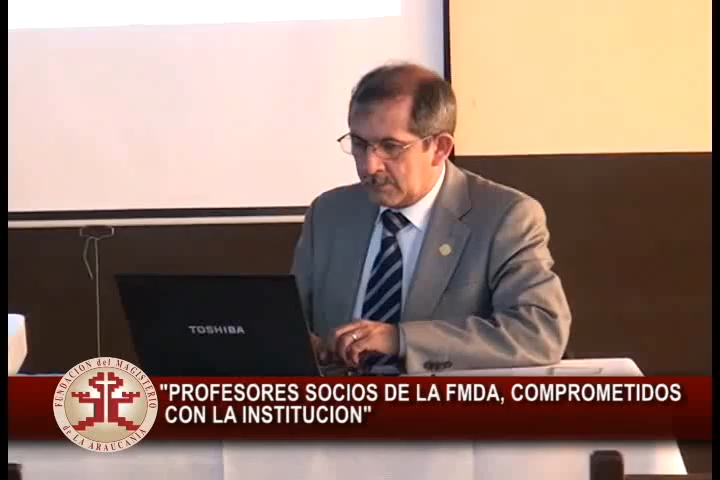 TOSHIBA
FUNDACION del MAGISTERIO
de LA ARAUCANIA
"PROFESORES SOCIOS DE LA FMDA, COMPROMETIDOS
CON LA INSTITUCION"